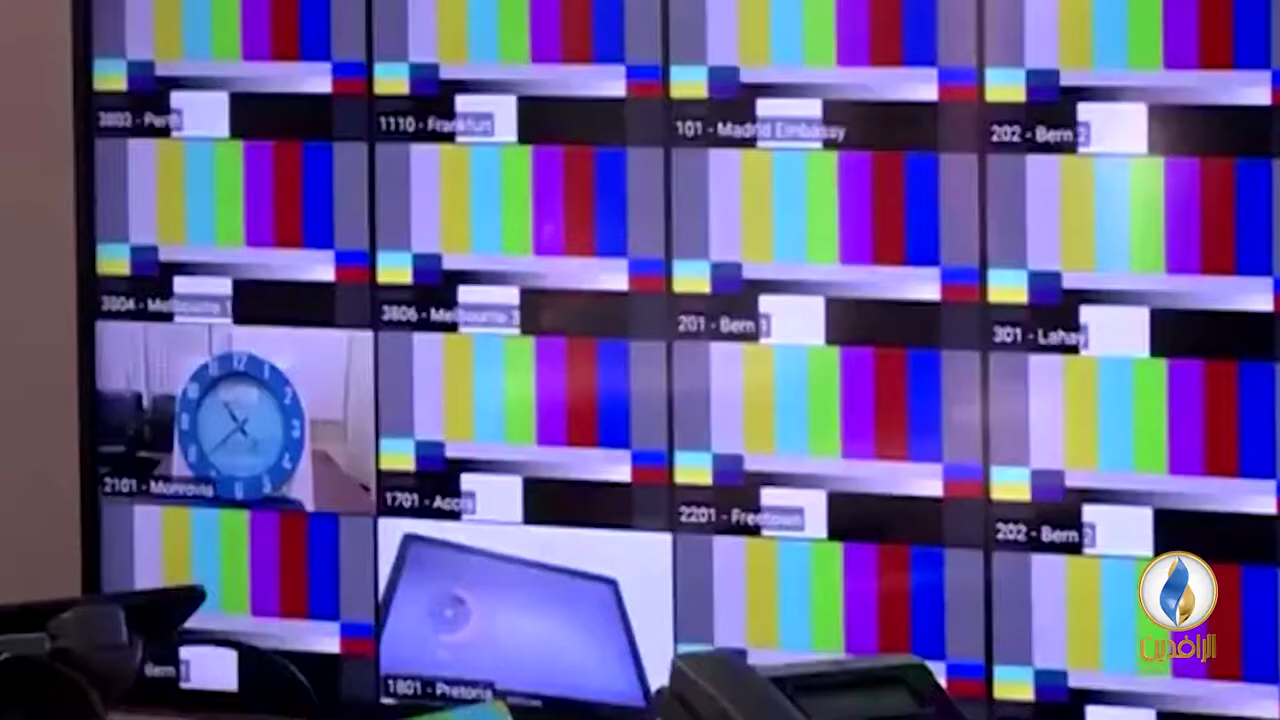 3803 - Perth
1110 - Frankfurt
101 - Madrid Embassy
202 - Bern 2
3804 - Melbourne 1
3806 - Melbourne 3
201 - Bern 1
301 - Lahay
2101 - Monrovia
1701 - Accra
2201 - Freetown
202 - Bern 2
Bern
1801 - Pretoria
الرافدين